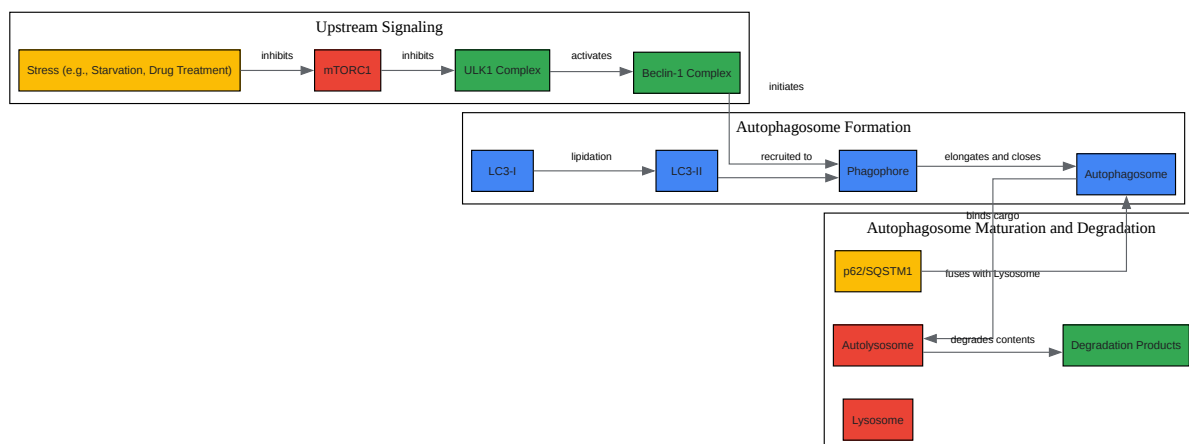 Upstream Signaling
Stress (e.g., Starvation, Drug Treatment)
inhibits
mTORC1
inhibits
ULK1 Complex
activates
Beclin-1 Complex
initiates
Autophagosome Formation
LC3-I
lipidation
LC3-II
recruited to
Phagophore
elongates and closes
Autophagosome
binds cargo
Autophagosome Maturation and Degradation
p62/SQSTM1
fuses with Lysosome
Autolysosome
degrades contents
Degradation Products
Lysosome